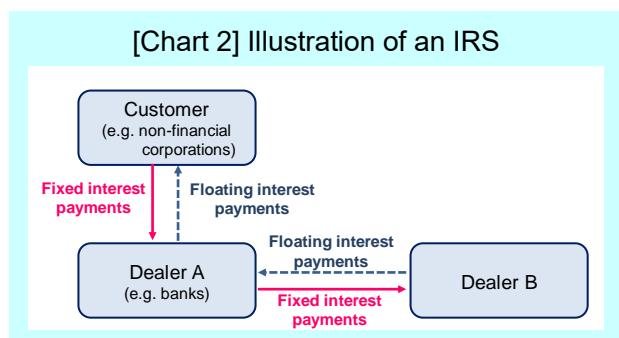 [Chart 2] Illustration of an IRS
Customer
(e.g. non-financial
corporations)
Fixed interest
payments
Floating interest
payments
Floating interest
payments
Dealer A
(e.g. banks)
Dealer B
Fixed interest
payments